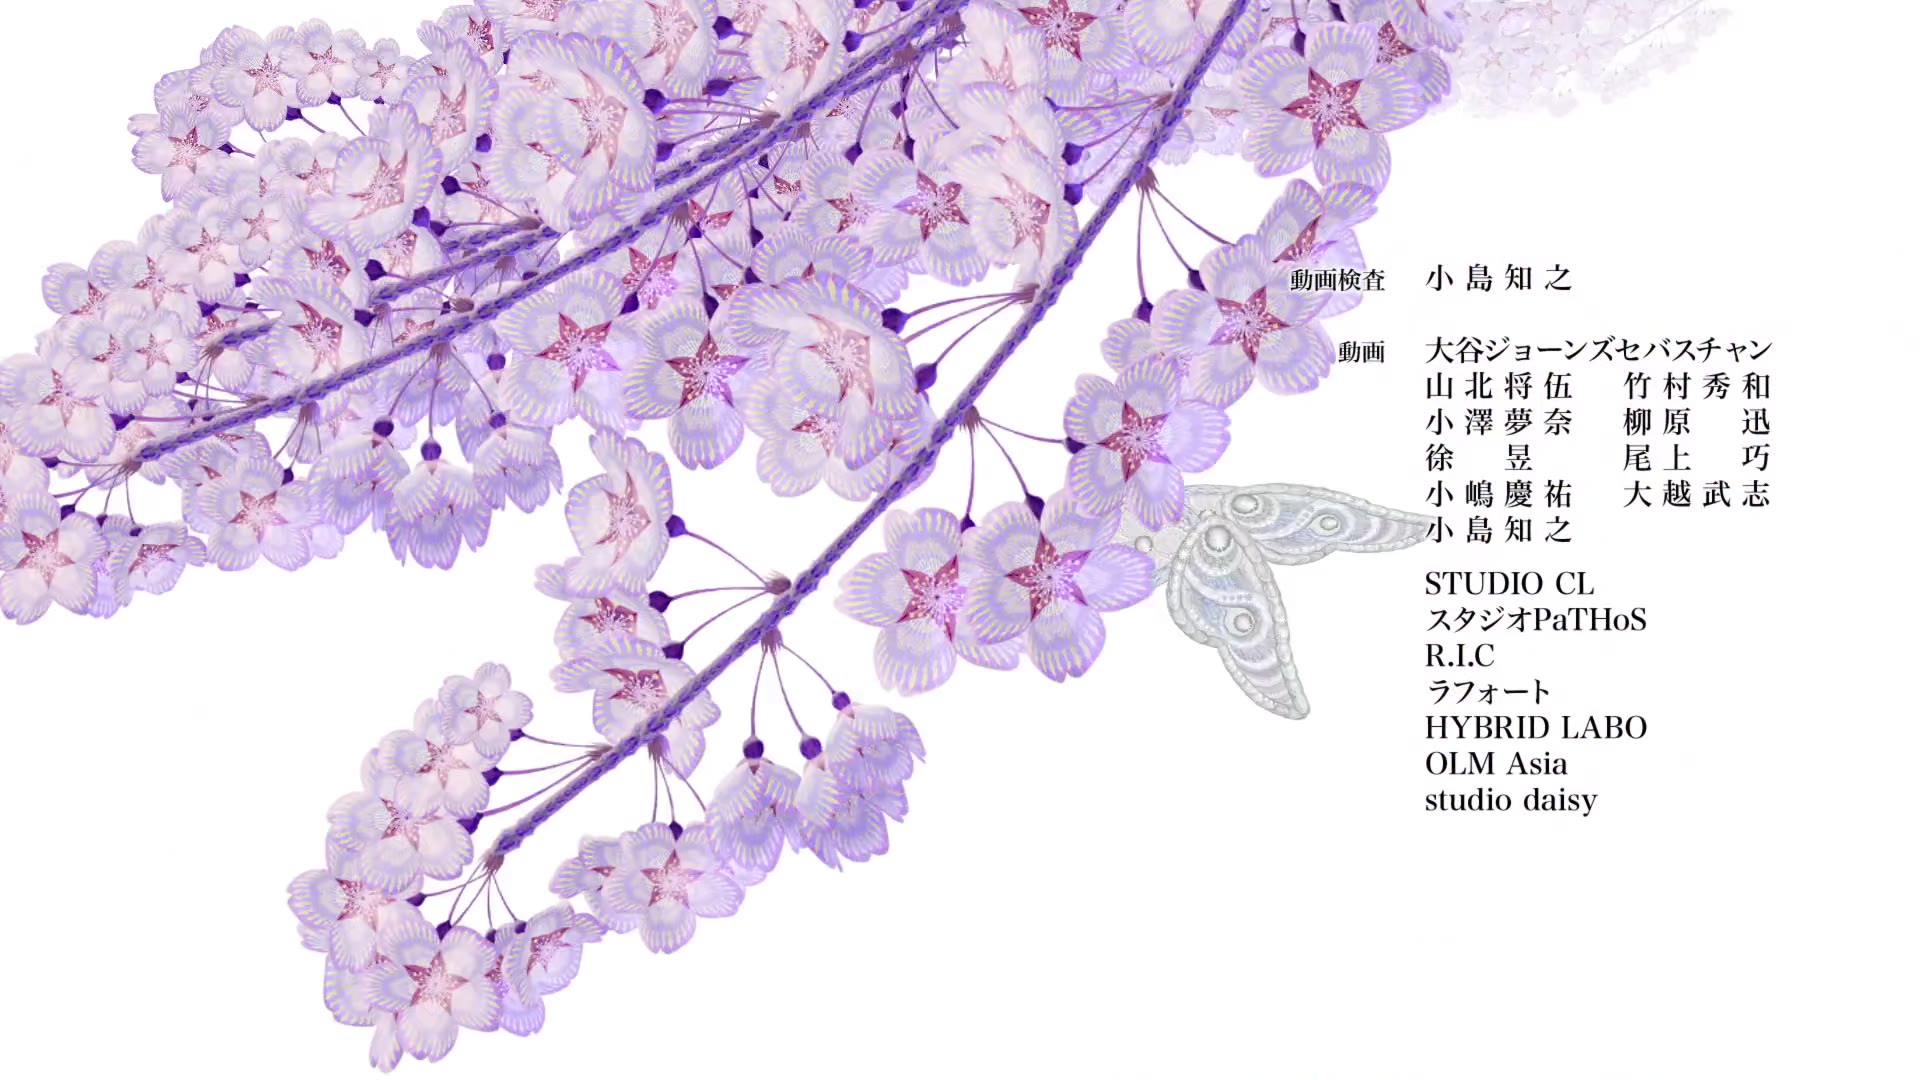 動画検査 小島知之
動画 大谷ジョーンズセバスチャン
山北将伍 竹村秀和
小澤夢奈 柳原迅
徐昱 尾上巧
小嶋慶祐 大越武志
小島知之
STUDIO CL
スタジオPaTHoS
R.I.C
ラフォート
HYBRID LABO
OLM Asia
studio daisy